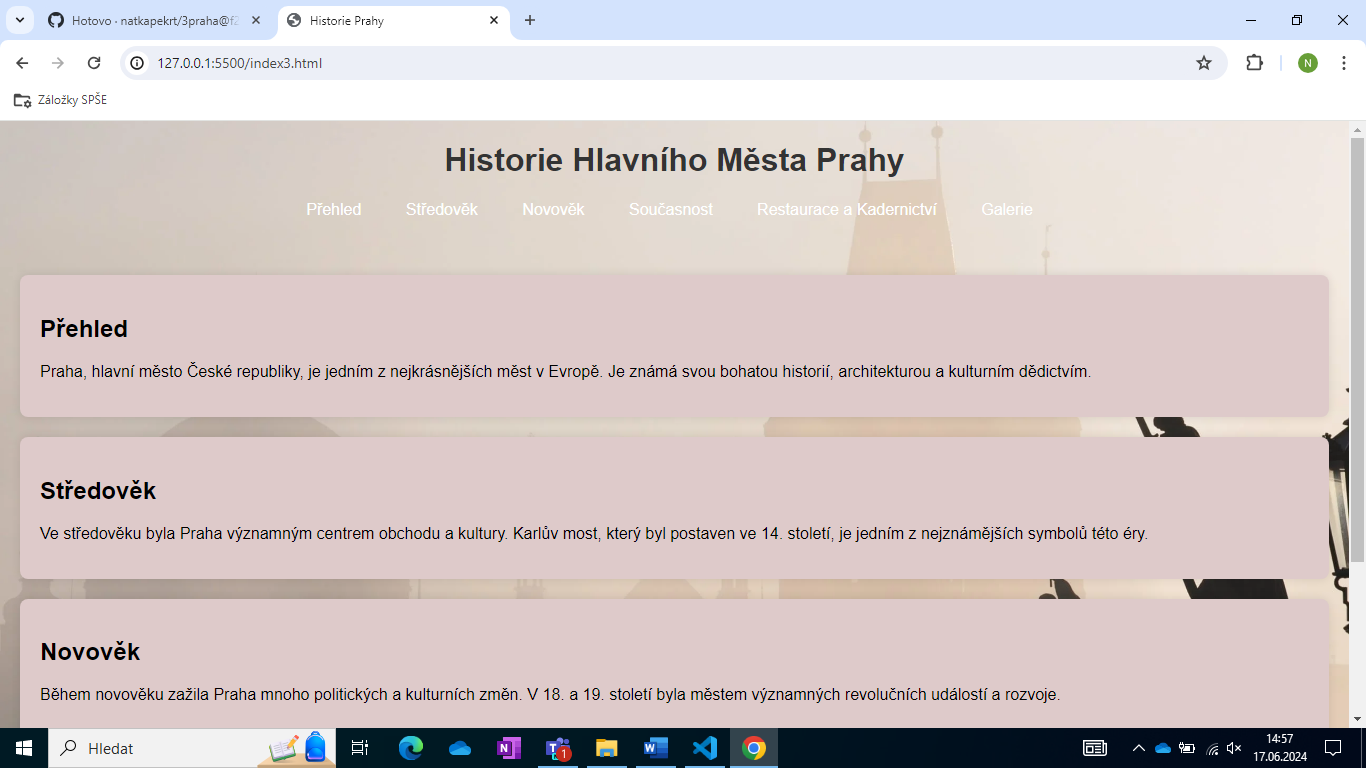 Hotovo · natkapekrt/3praha@f2
Historie Prahy
127.0.0.1:5500/index3.html
N
Záložky SPŠE
Historie Hlavního Města Prahy
Přehled Středověk Novověk Současnost Restaurace a Kadernictví Galerie
Přehled
Praha, hlavní město České republiky, je jedním z nejkrásnějších měst v Evropě. Je známá svou bohatou historií, architekturou a kulturním dědictvím.
Středověk
Ve středověku byla Praha významným centrem obchodu a kultury. Karlův most, který byl postaven ve 14. století, je jedním z nejznámějších symbolů této éry.
Novověk
Během novověku zažila Praha mnoho politických a kulturních změn. V 18. a 19. století byla městem významných revolučních událostí a rozvoje.
Hledat
1
14:57
17.06.2024